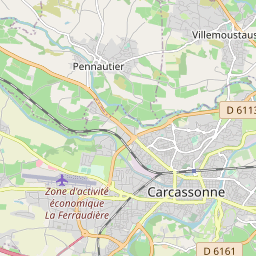 Villemoustaus
Pennautier
D 6113
Zone d'activité
économique
La Ferraudière
Carcassonne
D 6161